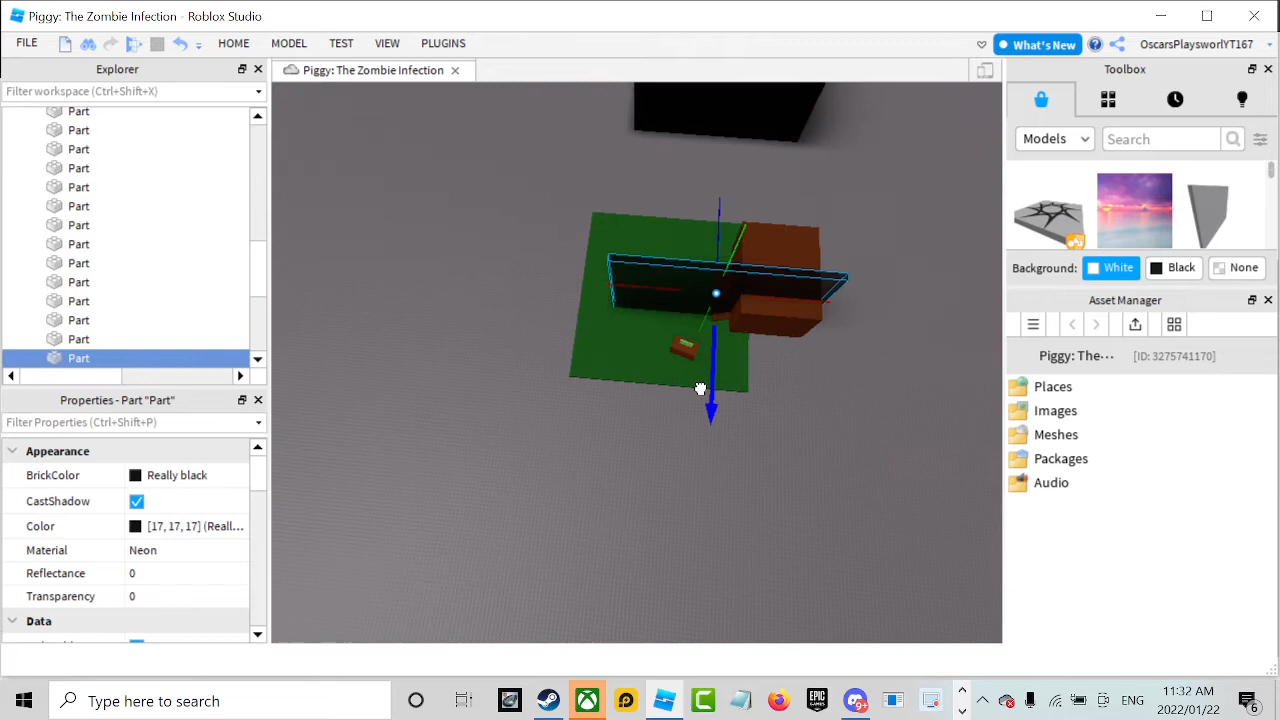 Piggy: The Zombie Infection - Roblox Studio
FILE HOME MODEL TEST VIEW PLUGINS What's New OscarsPlaysworlYT167
Explorer
Filter workspace (Ctrl+Shift+X)
Part
Part
Part
Part
Part
Part
Part
Part
Part
Part
Part
Part
Part
Part
Properties - Part "Part"
Filter Properties (Ctrl+Shift+P)
Appearance
BrickColor Really black
CastShadow
Color [17, 17, 17] (Reall...
Material Neon
Reflectance 0
Transparency 0
Data
Piggy: The Zombie Infection
Toolbox
Models Search
Background: White Black None
Asset Manager
Piggy: The··· [ID: 3275741170]
Places
Images
Meshes
Packages
Audio
Type here to search
EPIC GAMES
ENG
11:32 AM
2022/01/22
6